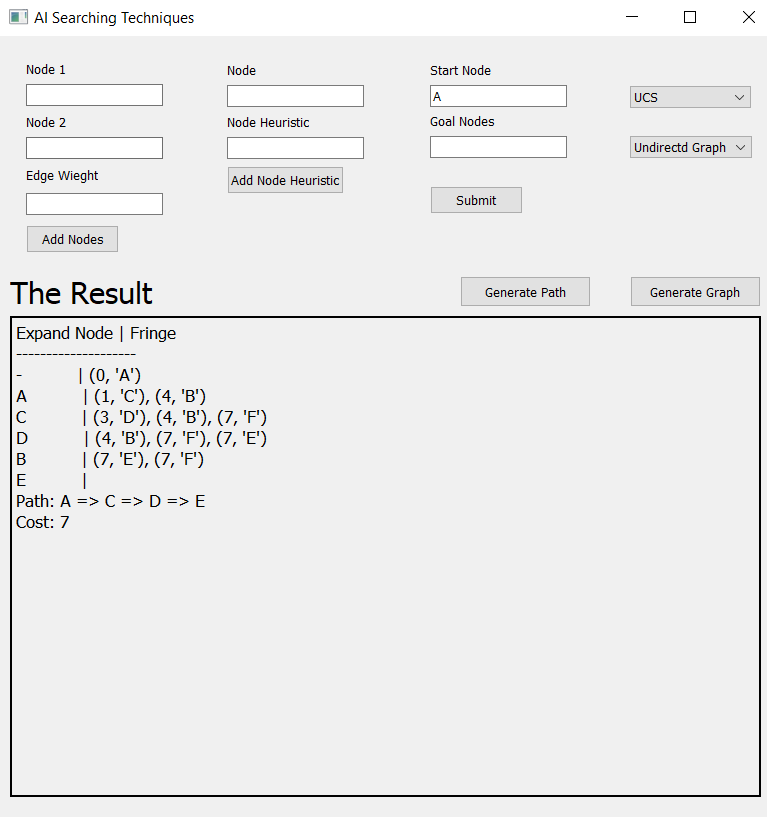 AI Searching Techniques
Node 1
Node
Start Node
A
UCS
Node 2
Node Heuristic
Goal Nodes
Undirectd Graph
Edge Wieght
Add Node Heuristic
Submit
Add Nodes
The Result
Generate Path
Generate Graph
Expand Node | Fringe
--------------------
- | (0, 'A')
A | (1, 'C'), (4, 'B')
C | (3, 'D'), (4, 'B'), (7, 'F')
D | (4, 'B'), (7, 'F'), (7, 'E')
B | (7, 'E'), (7, 'F')
E |
Path: A => C => D => E
Cost: 7